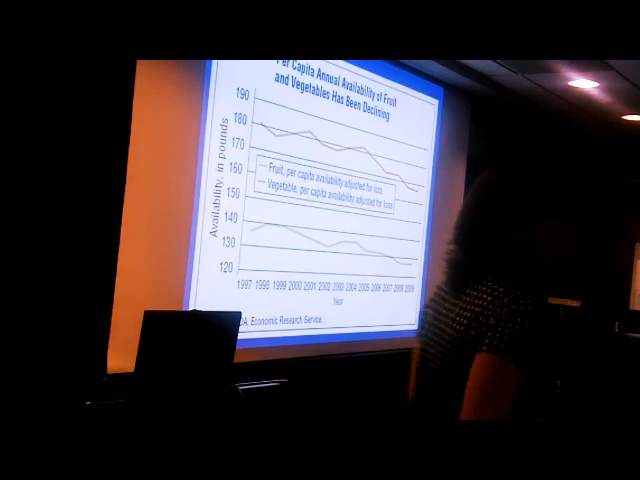 Per Capita Annual Availability of Fruit
and Vegetables Has Been Declining
Availability, in pounds
190
180
170
160
150
140
130
120
Fruit, per capita availability adjusted for loss
Vegetable, per capita availability adjusted for loss
1997 1998 1999 2000 2001 2002 2003 2004 2005 2006 2007 2008 2009
Year
DA, Economic Research Service.